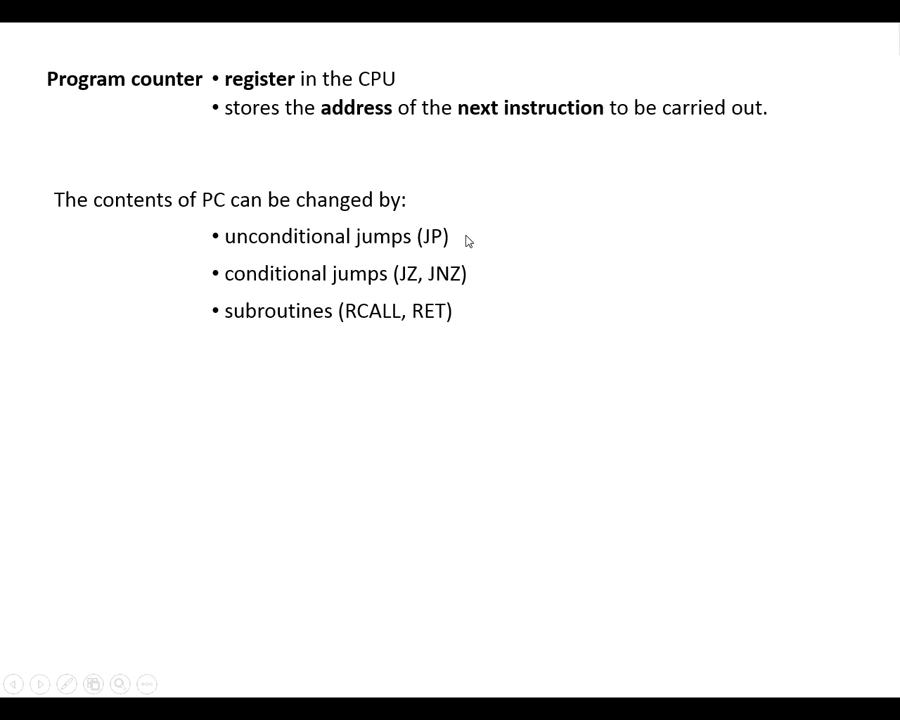 Program counter • register in the CPU
• stores the address of the next instruction to be carried out.
The contents of PC can be changed by:
• unconditional jumps (JP)
• conditional jumps (JZ, JNZ)
• subroutines (RCALL, RET)